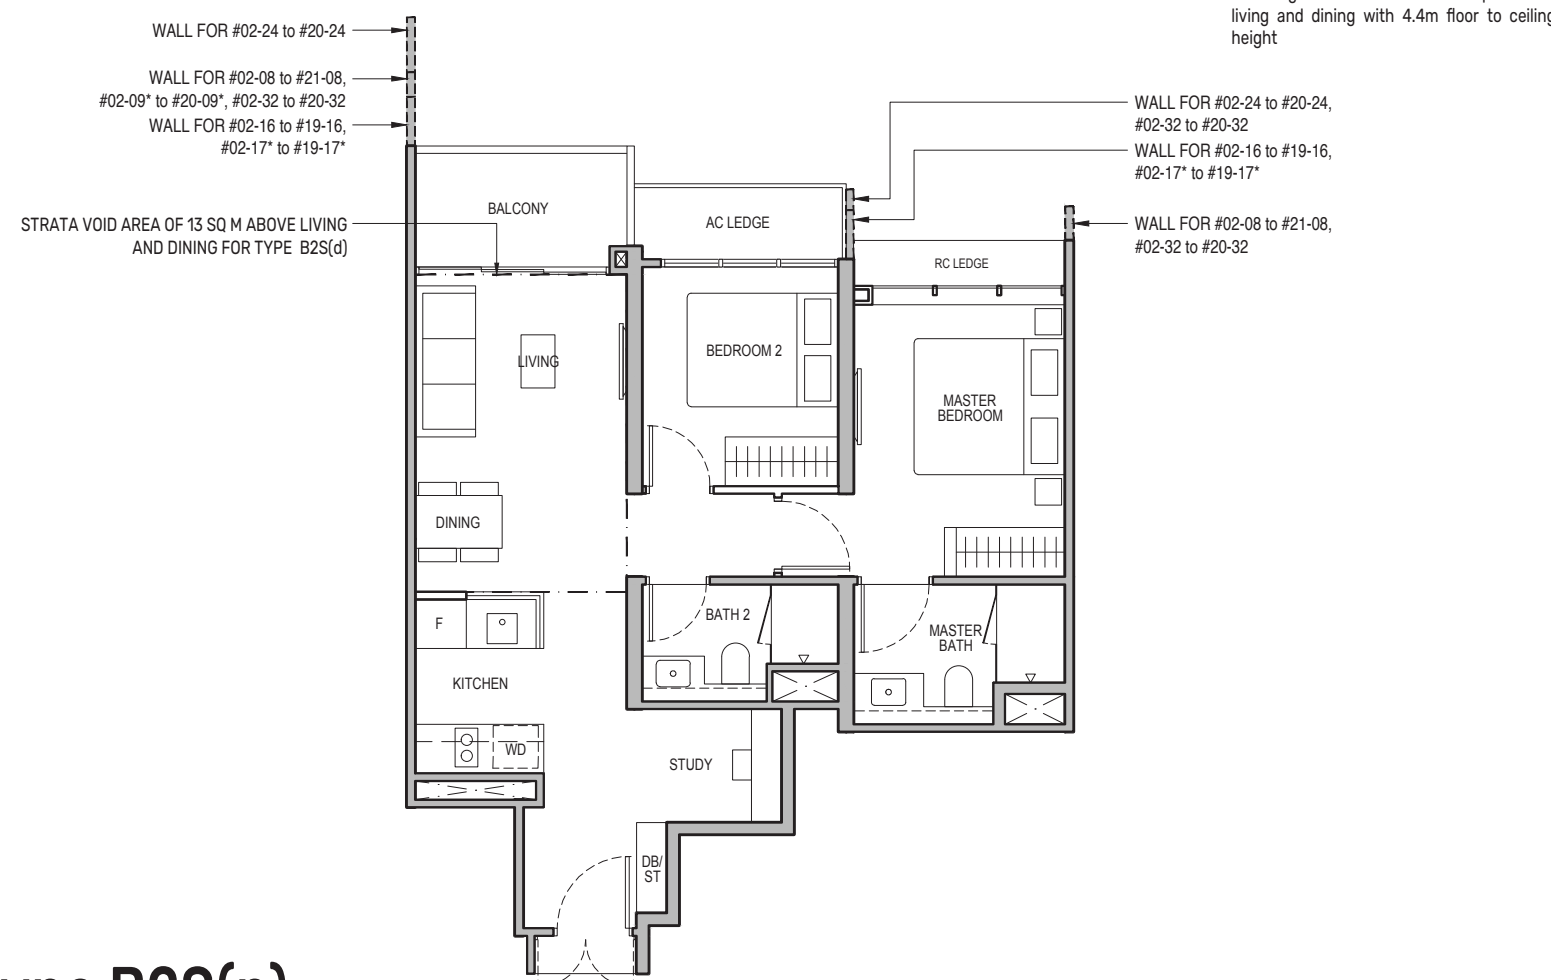 living and dining with 4.4m floor to ceiling
height
WALL FOR #02-24 to #20-24
WALL FOR #02-08 to #21-08,
#02-09* to #20-09*, #02-32 to #20-32
WALL FOR #02-16 to #19-16,
#02-17* to #19-17*
WALL FOR #02-24 to #20-24,
#02-32 to #20-32
WALL FOR #02-16 to #19-16,
#02-17* to #19-17*
STRATA VOID AREA OF 13 SQ M ABOVE LIVING
AND DINING FOR TYPE B2S(d)
WALL FOR #02-08 to #21-08,
#02-32 to #20-32
BALCONY
AC LEDGE
RC LEDGE
LIVING
BEDROOM 2
MASTER
BEDROOM
DINING
F
BATH 2
MASTER
BATH
KITCHEN
WD
STUDY
DB/
ST